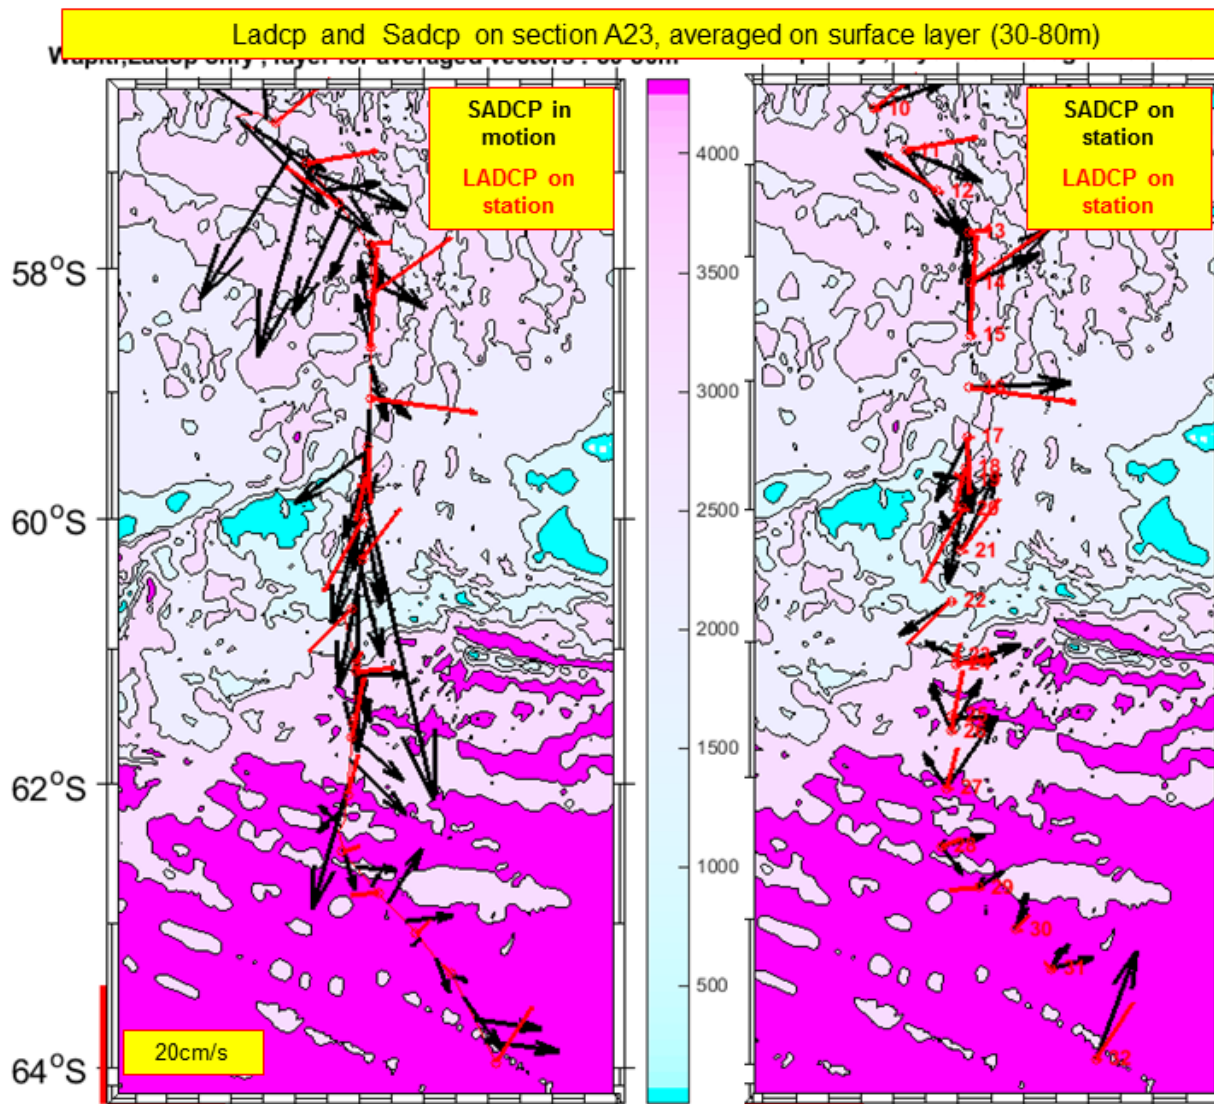 Ladcp and Sadcp on section A23, averaged on surface layer (30-80m)
SADCP in
motion
LADCP on
station
SADCP on
station
LADCP on
station
58°S
60°S
62°S
64°S
20cm/s
4000
3500
3000
2500
2000
1500
1000
500
10
11
12
13
14
15
16
17
18
20
21
22
23
25
26
27
28
29
30
31
32